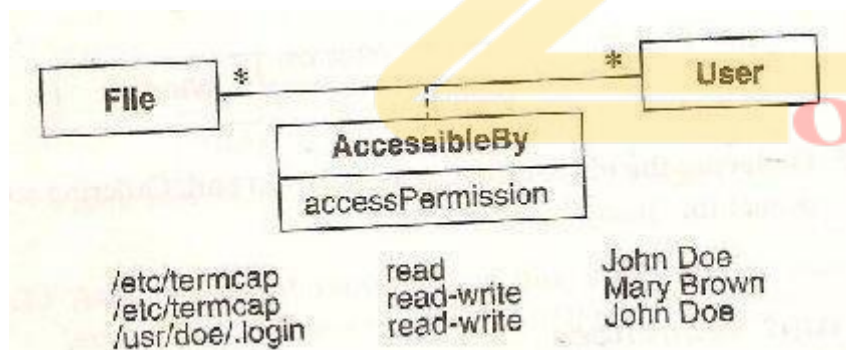 File * * User
AccessibleBy
accessPermission
/etc/termcap read John Doe
/etc/termcap read-write Mary Brown
/usr/doe/.login read-write John Doe